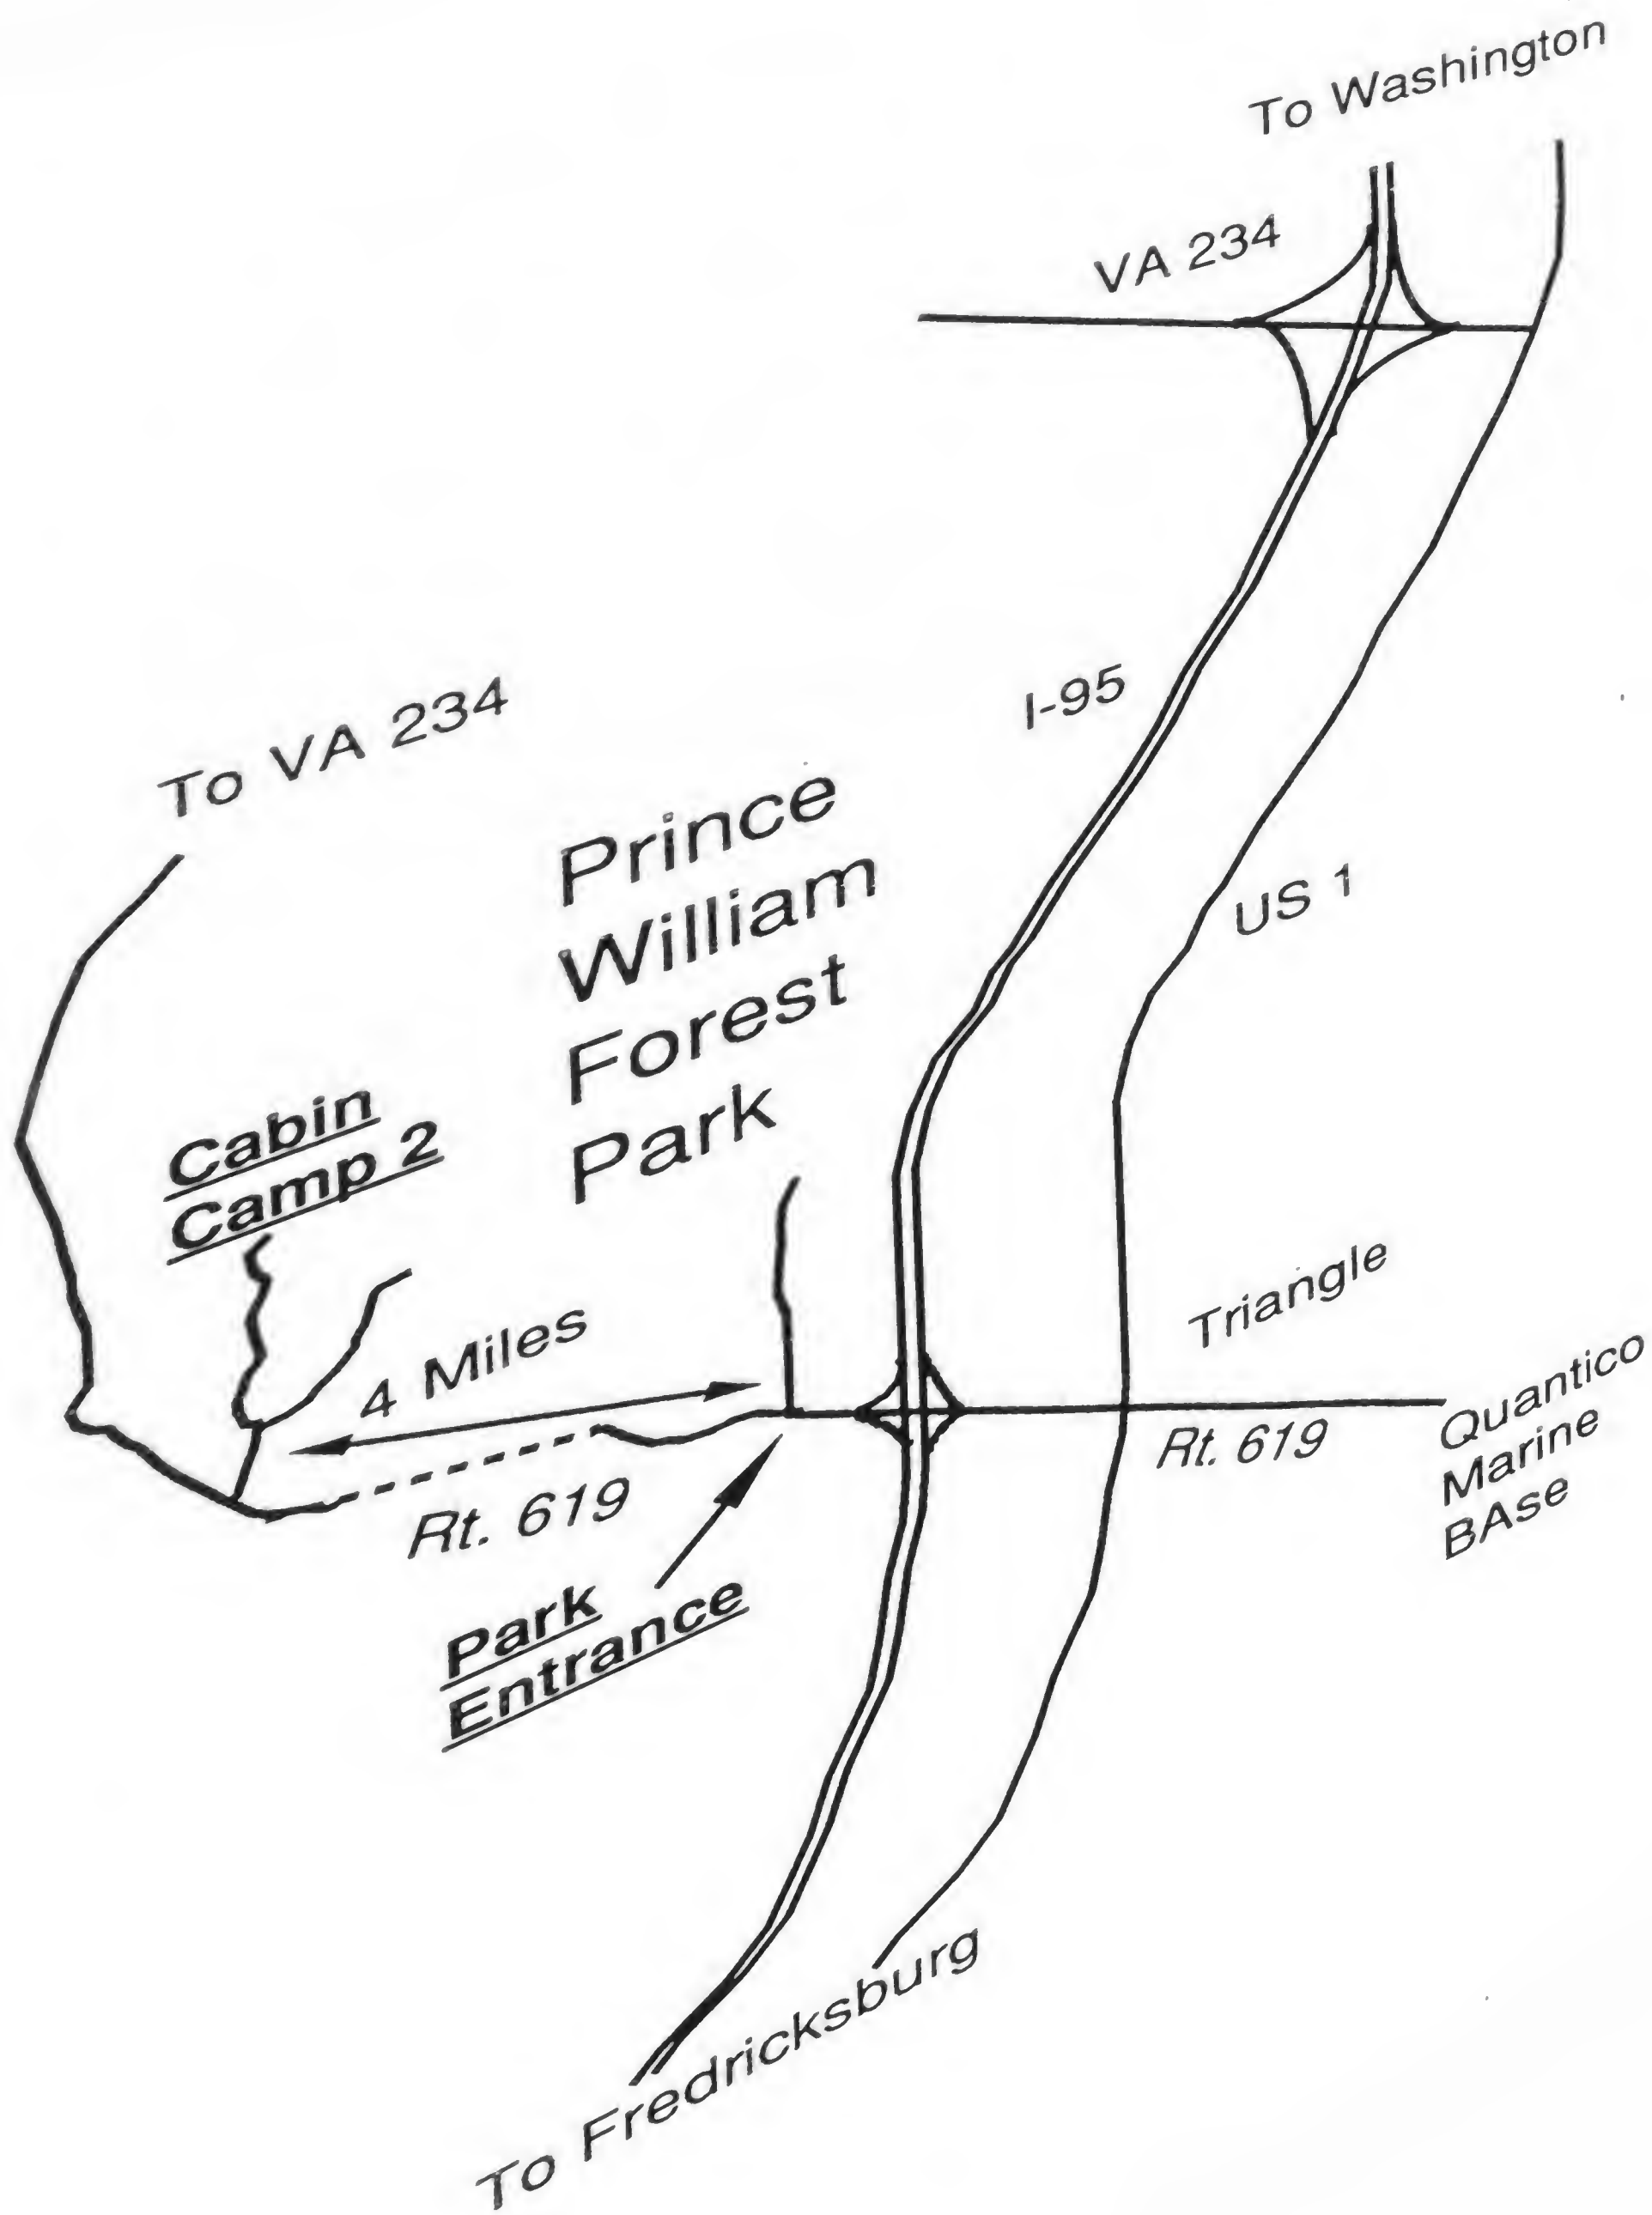 To Washington
VA 234
I-95
To VA 234
Prince
William
Forest
Park
US 1
Cabin
Camp 2
4 Miles
Triangle
Rt. 619
Quantico
Marine
BAse
Rt. 619
Park
Entrance
To Fredricksburg